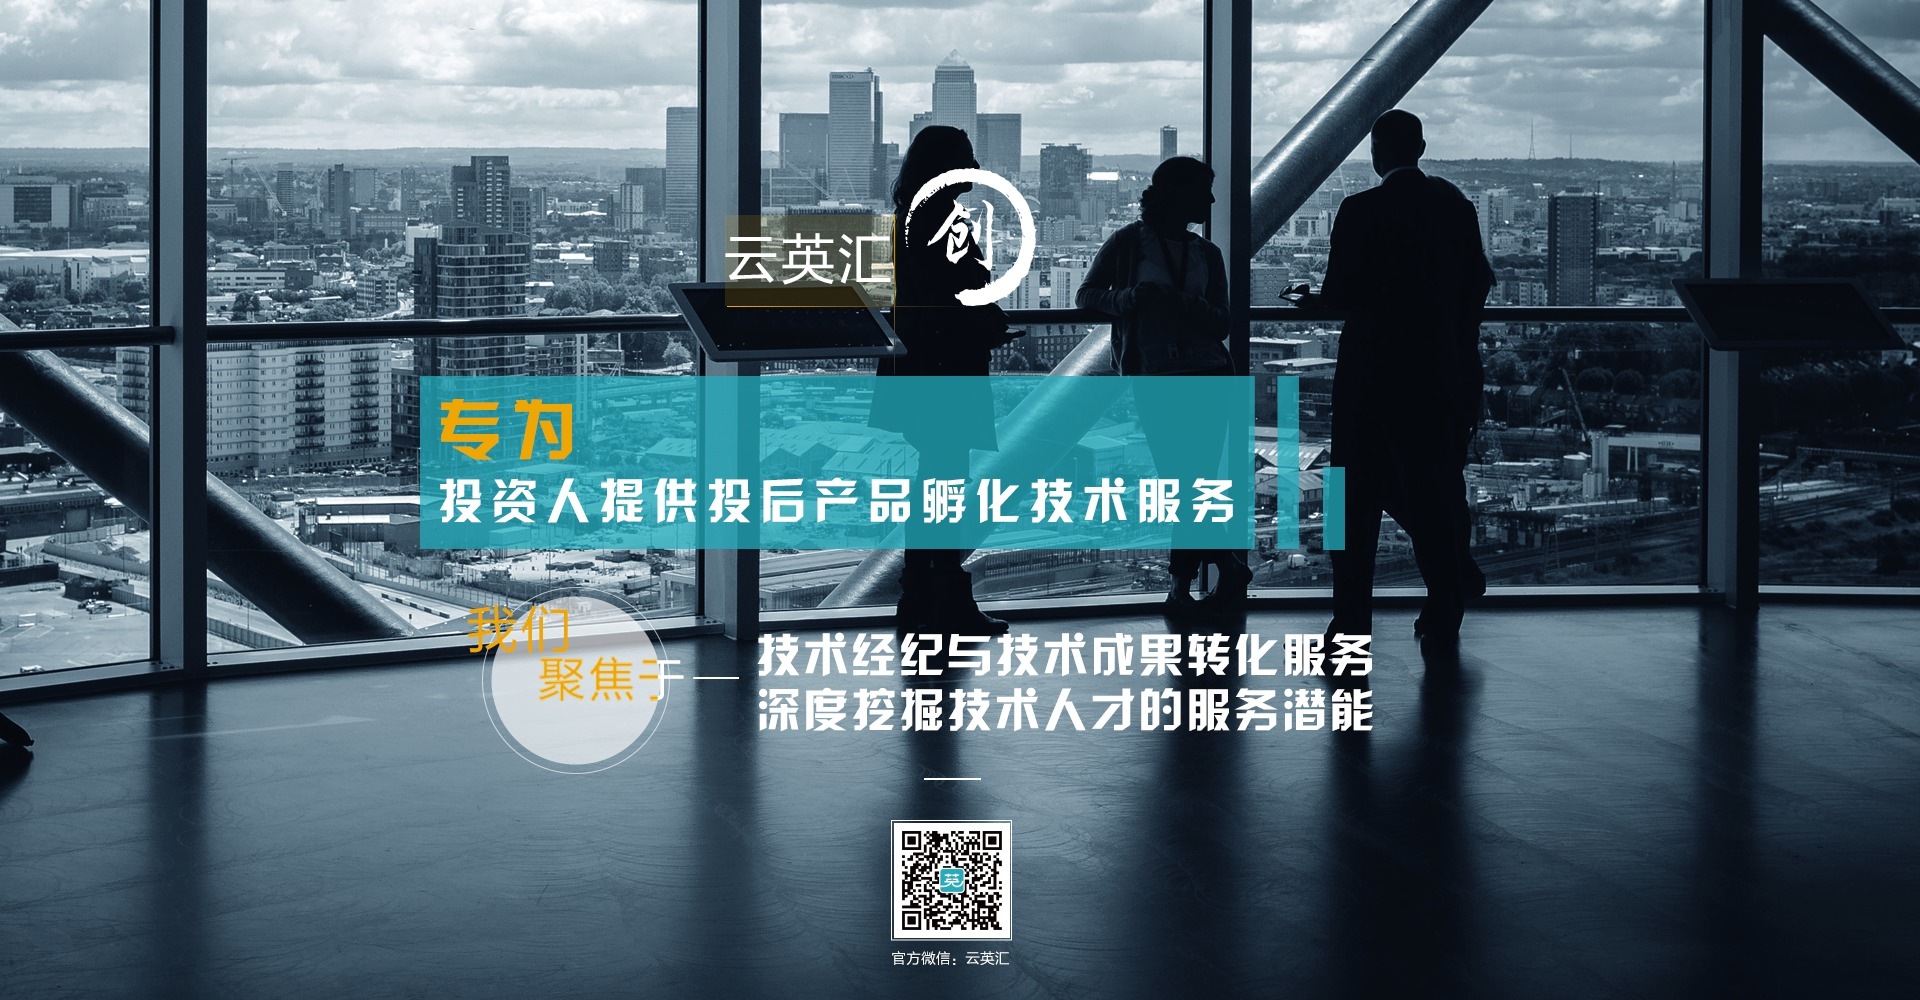 云英汇 创
专为
投资人提供投后产品孵化技术服务
我们
聚焦于
技术经纪与技术成果转化服务
深度挖掘技术人才的服务潜能
英
官方微信：云英汇